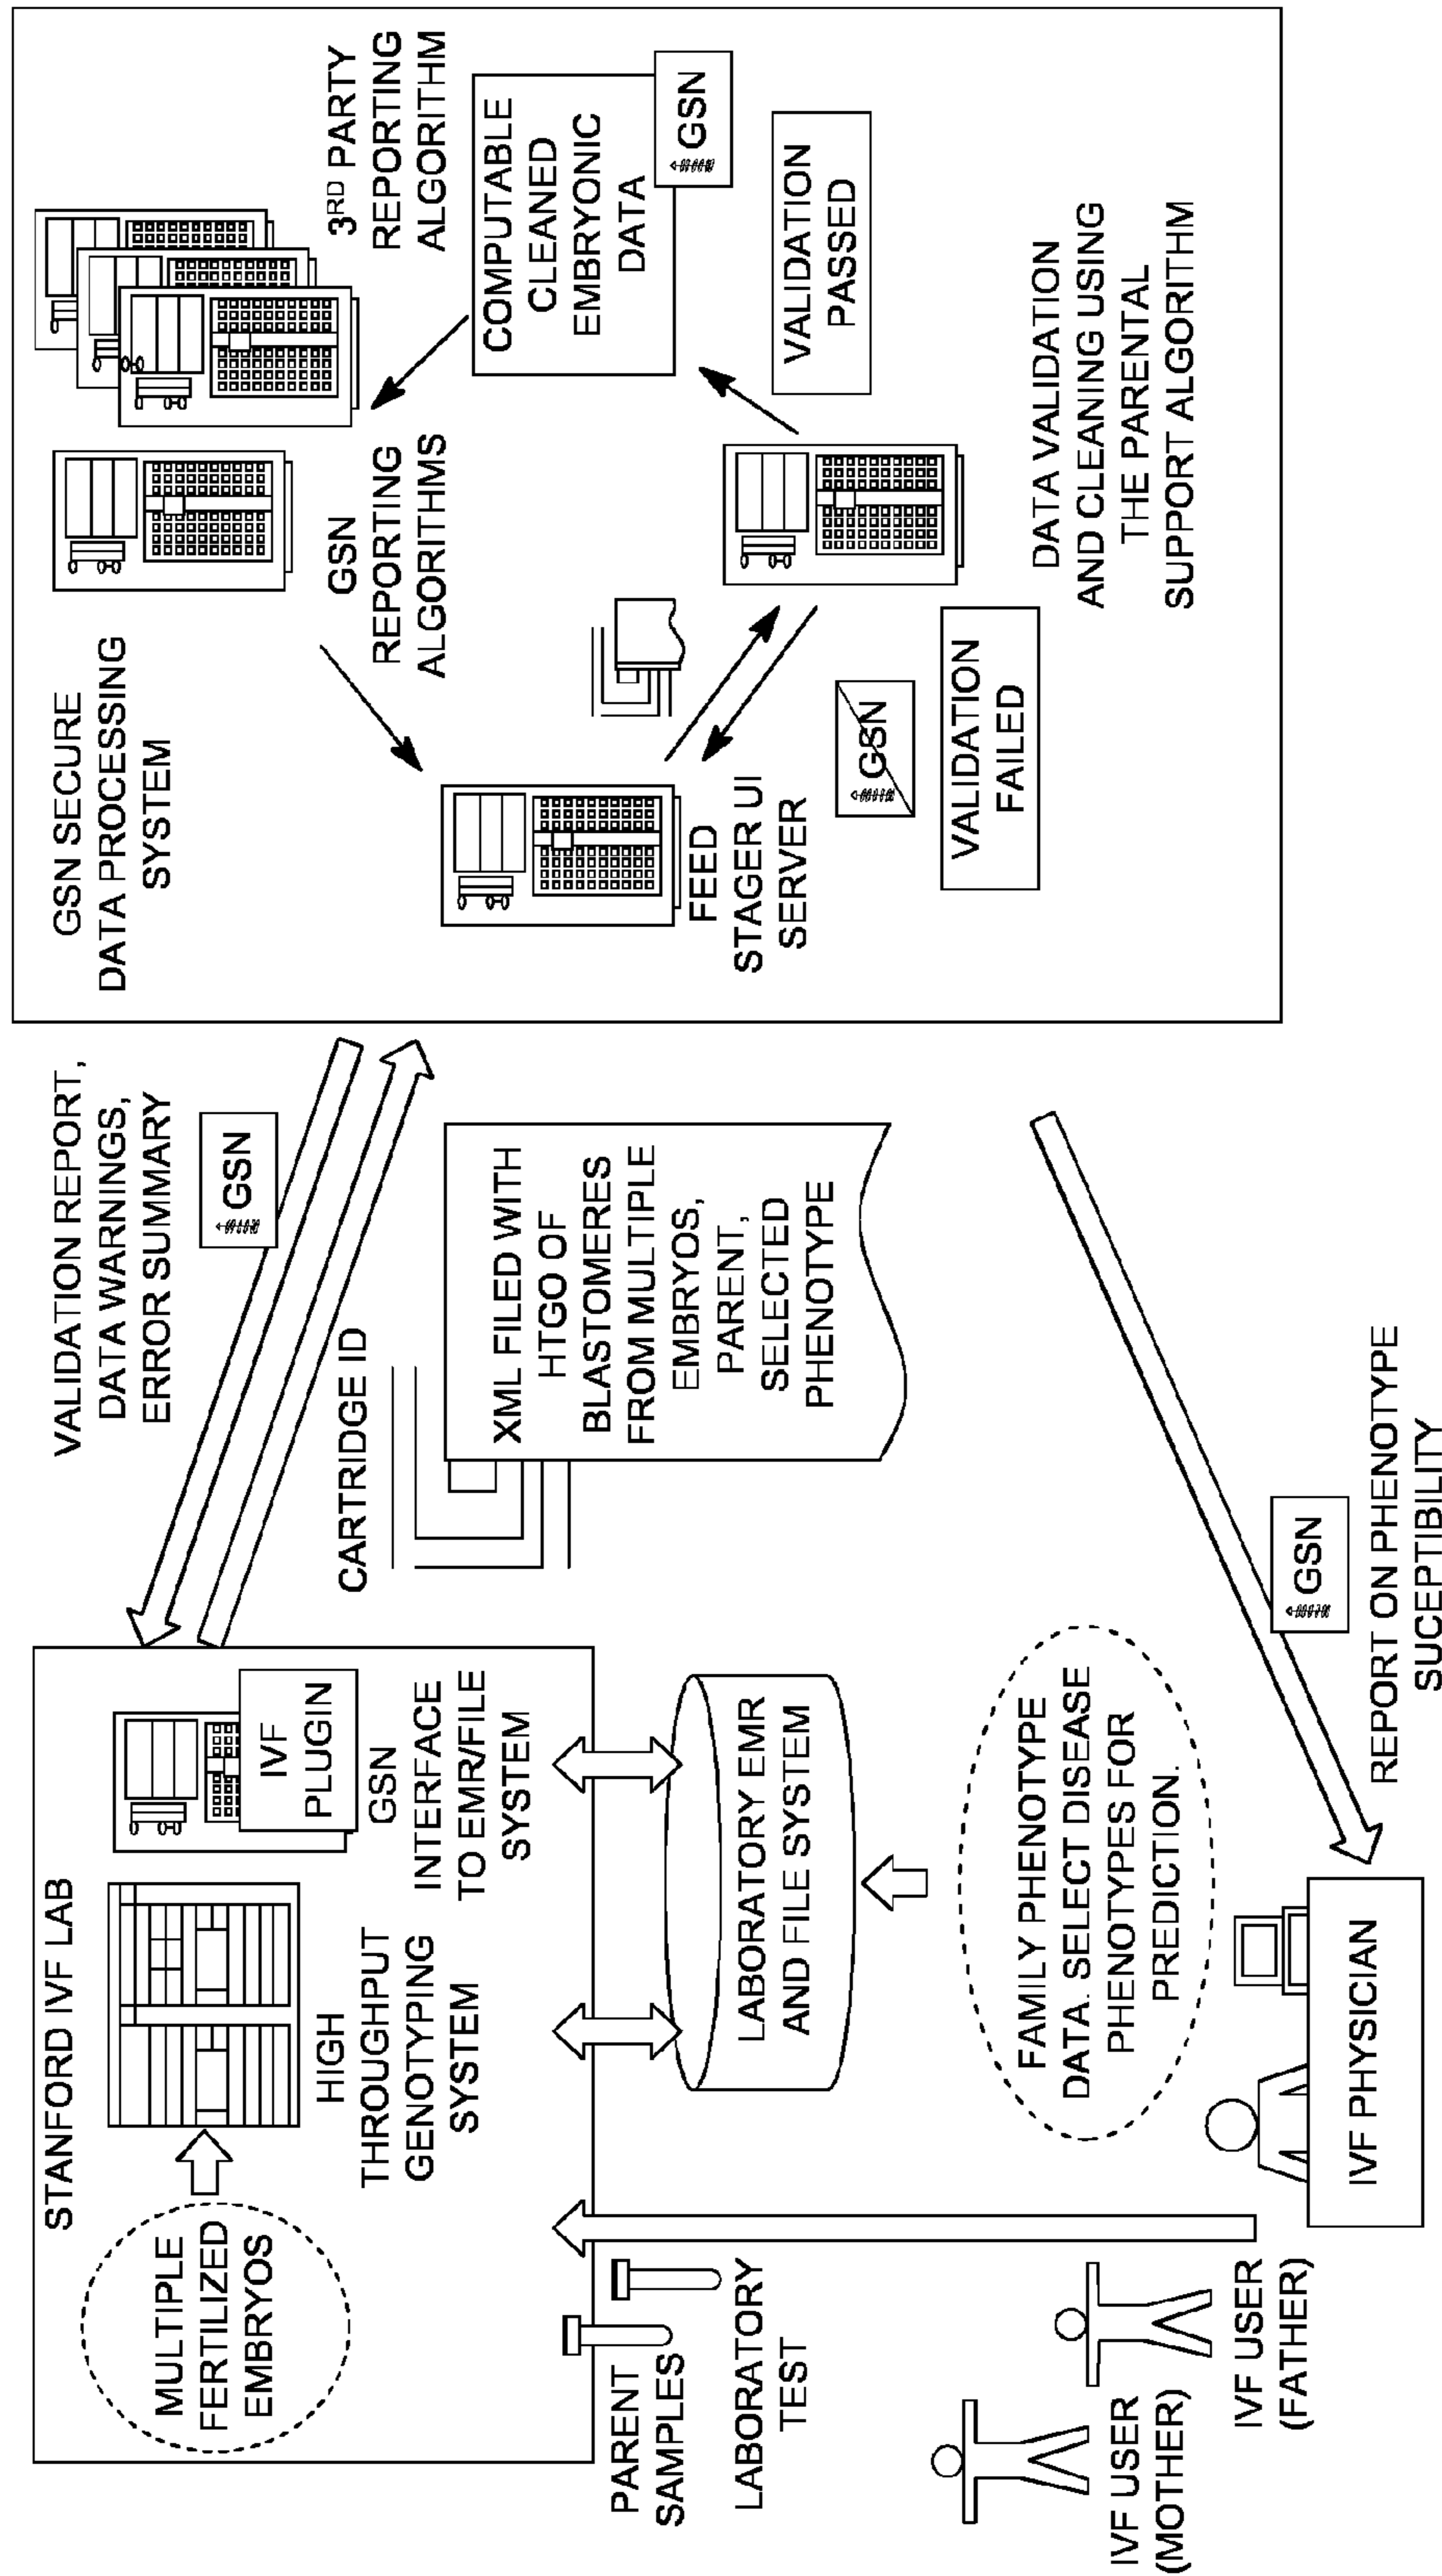 STANFORD IVF LAB
MULTIPLE
FERTILIZED
EMBRYOS
HIGH
THROUGHPUT
GENOTYPING
SYSTEM
IVF
PLUGIN
GSN
INTERFACE
TO EMR/FILE
SYSTEM
PARENT
SAMPLES
LABORATORY
TEST
LABORATORY EMR
AND FILE SYSTEM
FAMILY PHENOTYPE
DATA. SELECT DISEASE
PHENOTYPES FOR
PREDICTION.
IVF USER
(MOTHER)
IVF USER
(FATHER)
IVF PHYSICIAN
VALIDATION REPORT,
DATA WARNINGS,
ERROR SUMMARY
GSN
CARTRIDGE ID
XML FILED WITH
HTGO OF
BLASTOMERES
FROM MULTIPLE
EMBRYOS,
PARENT,
SELECTED
PHENOTYPE
GSN
REPORT ON PHENOTYPE
SUCEPTIBILITY
GSN SECURE
DATA PROCESSING
SYSTEM
GSN
REPORTING
ALGORITHMS
3RD PARTY
REPORTING
ALGORITHM
COMPUTABLE
CLEANED
EMBRYONIC
DATA
GSN
VALIDATION
PASSED
FEED
STAGER UI
SERVER
GSN
VALIDATION
FAILED
DATA VALIDATION
AND CLEANING USING
THE PARENTAL
SUPPORT ALGORITHM